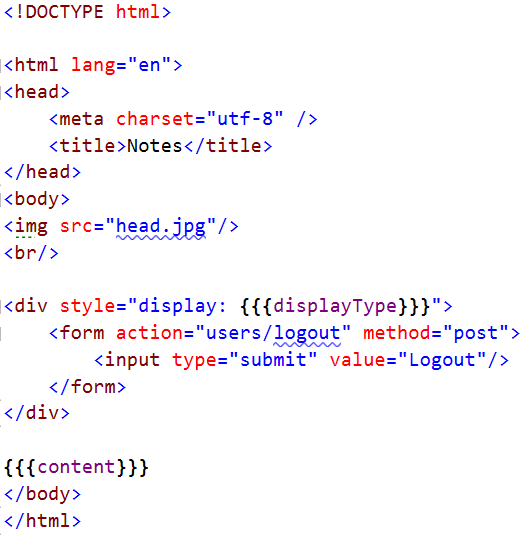 <!DOCTYPE html>
<html lang="en">
<head>
    <meta charset="utf-8" />
    <title>Notes</title>
</head>
<body>
<img src="head.jpg"/>
<br/>
<div style="display: {{{displayType}}}">
    <form action="users/logout" method="post">
        <input type="submit" value="Logout"/>
    </form>
</div>
{{{content}}}
</body>
</html>